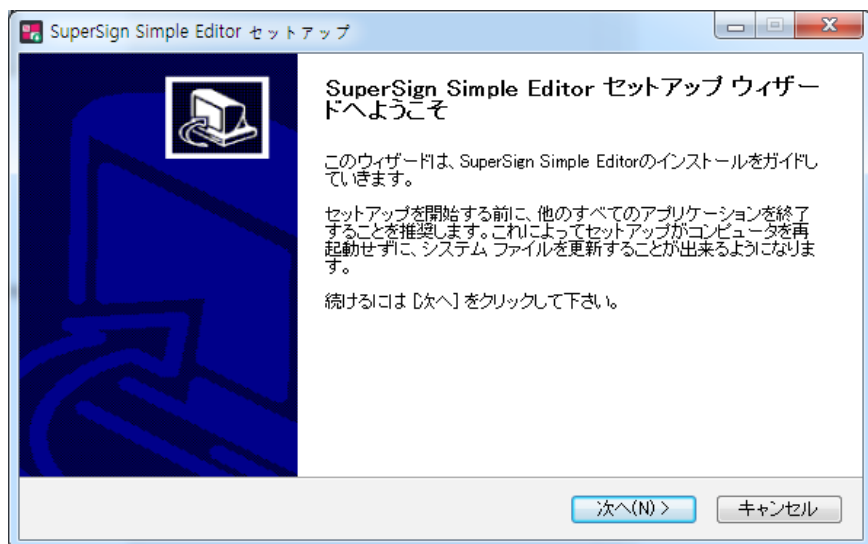 SuperSign Simple Editor セットアップ
SuperSign Simple Editor セットアップ ウィザー
ドへようこそ
このウィザードは、SuperSign Simple Editorのインストールをガイドし
ていきます。
セットアップを開始する前に、他のすべてのアプリケーションを終了
することを推奨します。これによってセットアップがコンピュータを再
起動せずに、システム ファイルを更新することが出来るようになりま
す。
続けるには [次へ] をクリックして下さい。
次へ(N) >
キャンセル